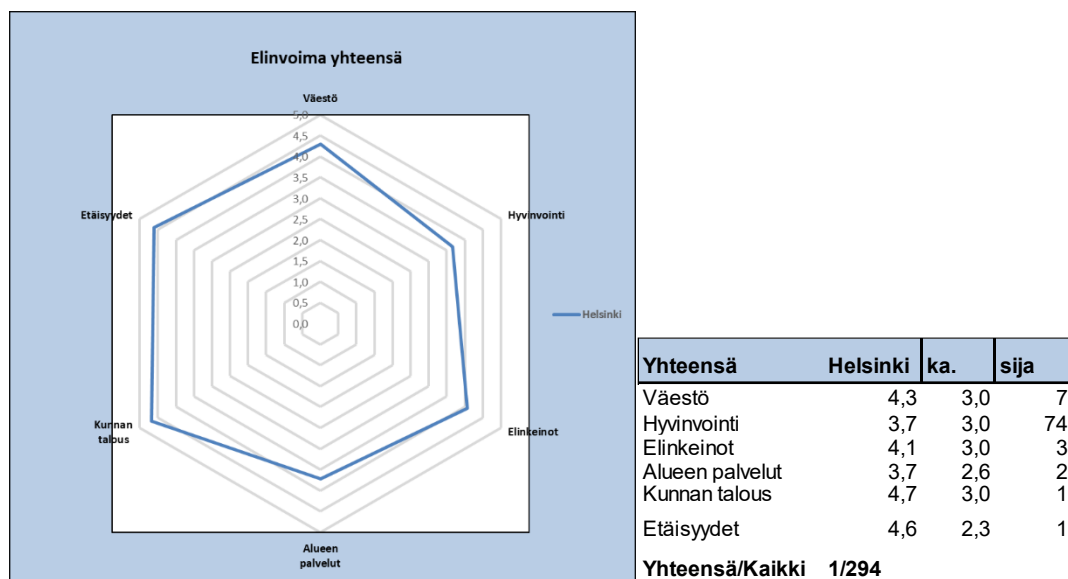 Elinvoima yhteensä
Väestö
5,0
4,5
4,0
3,5
3,0
2,5
2,0
1,5
1,0
0,5
0,0
Etäisyydet
Hyvinvointi
Helsinki
Kunnan
talous
Elinkeinot
Alueen
palvelut
Yhteensä Helsinki ka. sija
Väestö 4,3 3,0 7
Hyvinvointi 3,7 3,0 74
Elinkeinot 4,1 3,0 3
Alueen palvelut 3,7 2,6 2
Kunnan talous 4,7 3,0 1
Etäisyydet 4,6 2,3 1
Yhteensä/Kaikki 1/294